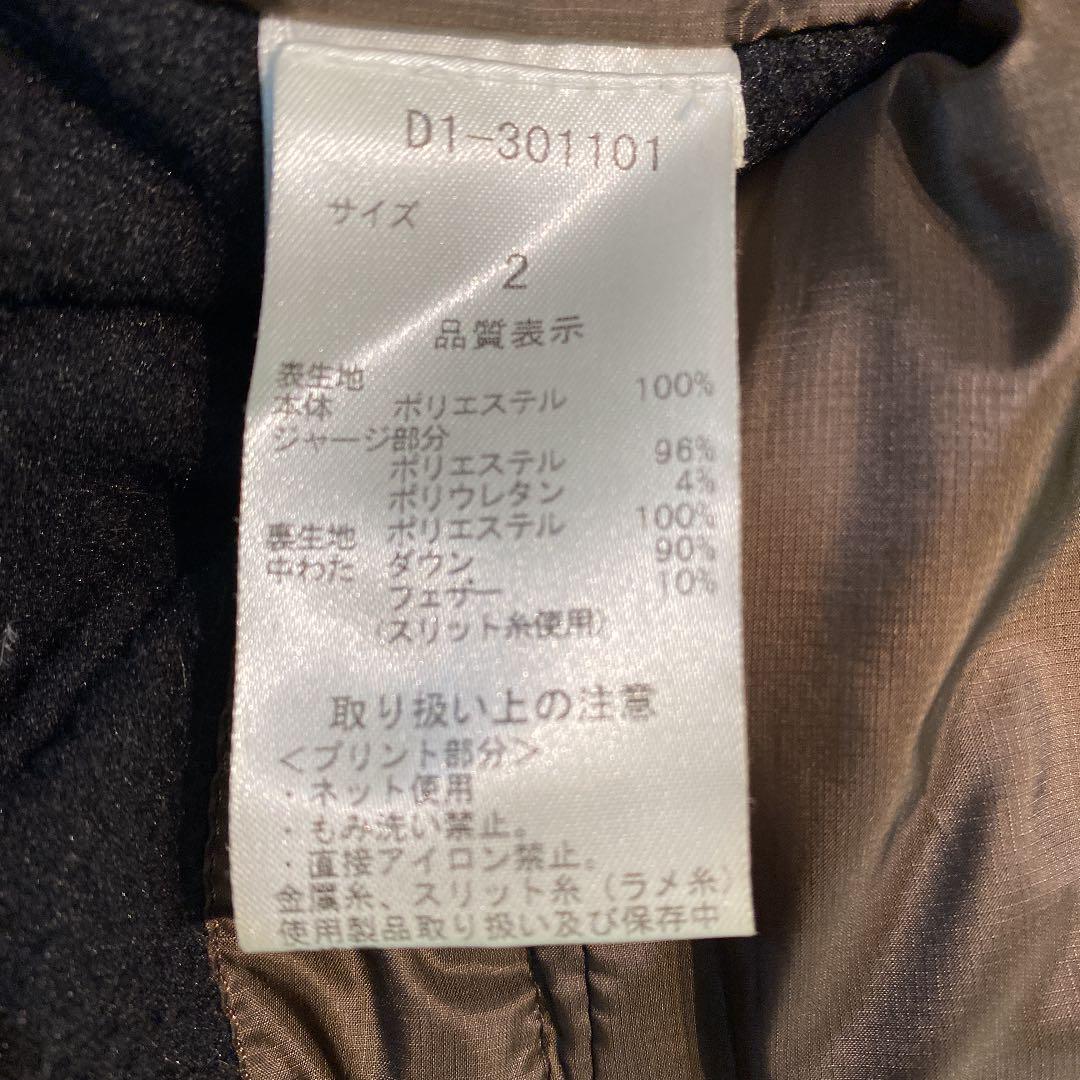 D1-301101
サイズ
2
品質表示
表生地
本体 ポリエステル 100%
ジャージ部分
ポリエステル 96%
ポリウレタン 4%
裏生地 ポリエステル 100%
中わた ダウン 90%
フェザー 10%
(スリット糸使用)
取り扱い上の注意
<プリント部分>
・ネット使用
・もみ洗い禁止。
・直接アイロン禁止。
金属糸、スリット糸(ラメ糸)
使用製品取り扱い及び保存中